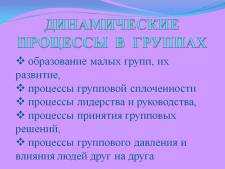 ДИНАМИЧЕСКИЕ
ПРОЦЕССЫ В ГРУППАХ
❖ образование малых групп, их
развитие,
❖ процессы групповой сплоченности
❖ процессы лидерства и руководства,
❖ процессы принятия групповых
решений,
❖ процессы группового давления и
влияния людей друг на друга